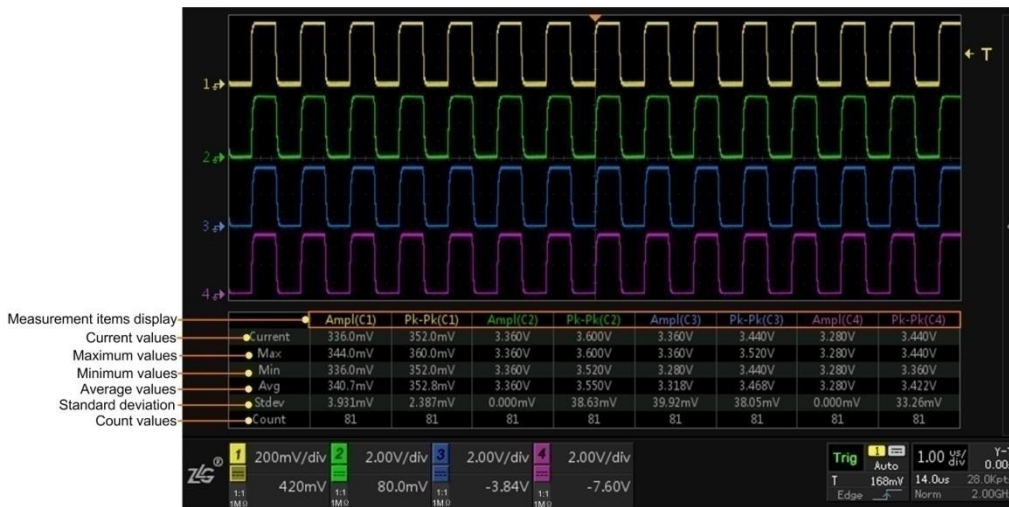 T
1
2
3
4
Measurement items display
Ampl(C1) Pk-Pk(C1) Ampl(C2) Pk-Pk(C2) Ampl(C3) Pk-Pk(C3) Ampl(C4) Pk-Pk(C4)
Current values
Current 336.0mV 352.0mV 3.360V 3.600V 3.360V 3.440V 3.280V 3.440V
Maximum values
Max 344.0mV 360.0mV 3.360V 3.600V 3.360V 3.520V 3.280V 3.440V
Minimum values
Min 336.0mV 352.0mV 3.360V 3.520V 3.280V 3.440V 3.280V 3.360V
Average values
Avg 340.7mV 352.8mV 3.360V 3.550V 3.318V 3.468V 3.280V 3.422V
Standard deviation
Stdev 3.931mV 2.387mV 0.000mV 38.63mV 39.92mV 38.05mV 0.000mV 33.26mV
Count values
Count 81 81 81 81 81 81 81 81
ZLG®
1 200mV/div 2 2.00V/div 3 2.00V/div 4 2.00V/div
420mV 80.0mV -3.84V -7.60V
1:1 1:1 1:1 1:1
1MΩ 1MΩ 1MΩ 1MΩ
Trig 1 Auto
T 168mV
Edge
1.00 us/div Y-T
0.00
14.0us 28.0Kpt
Norm 2.00GH